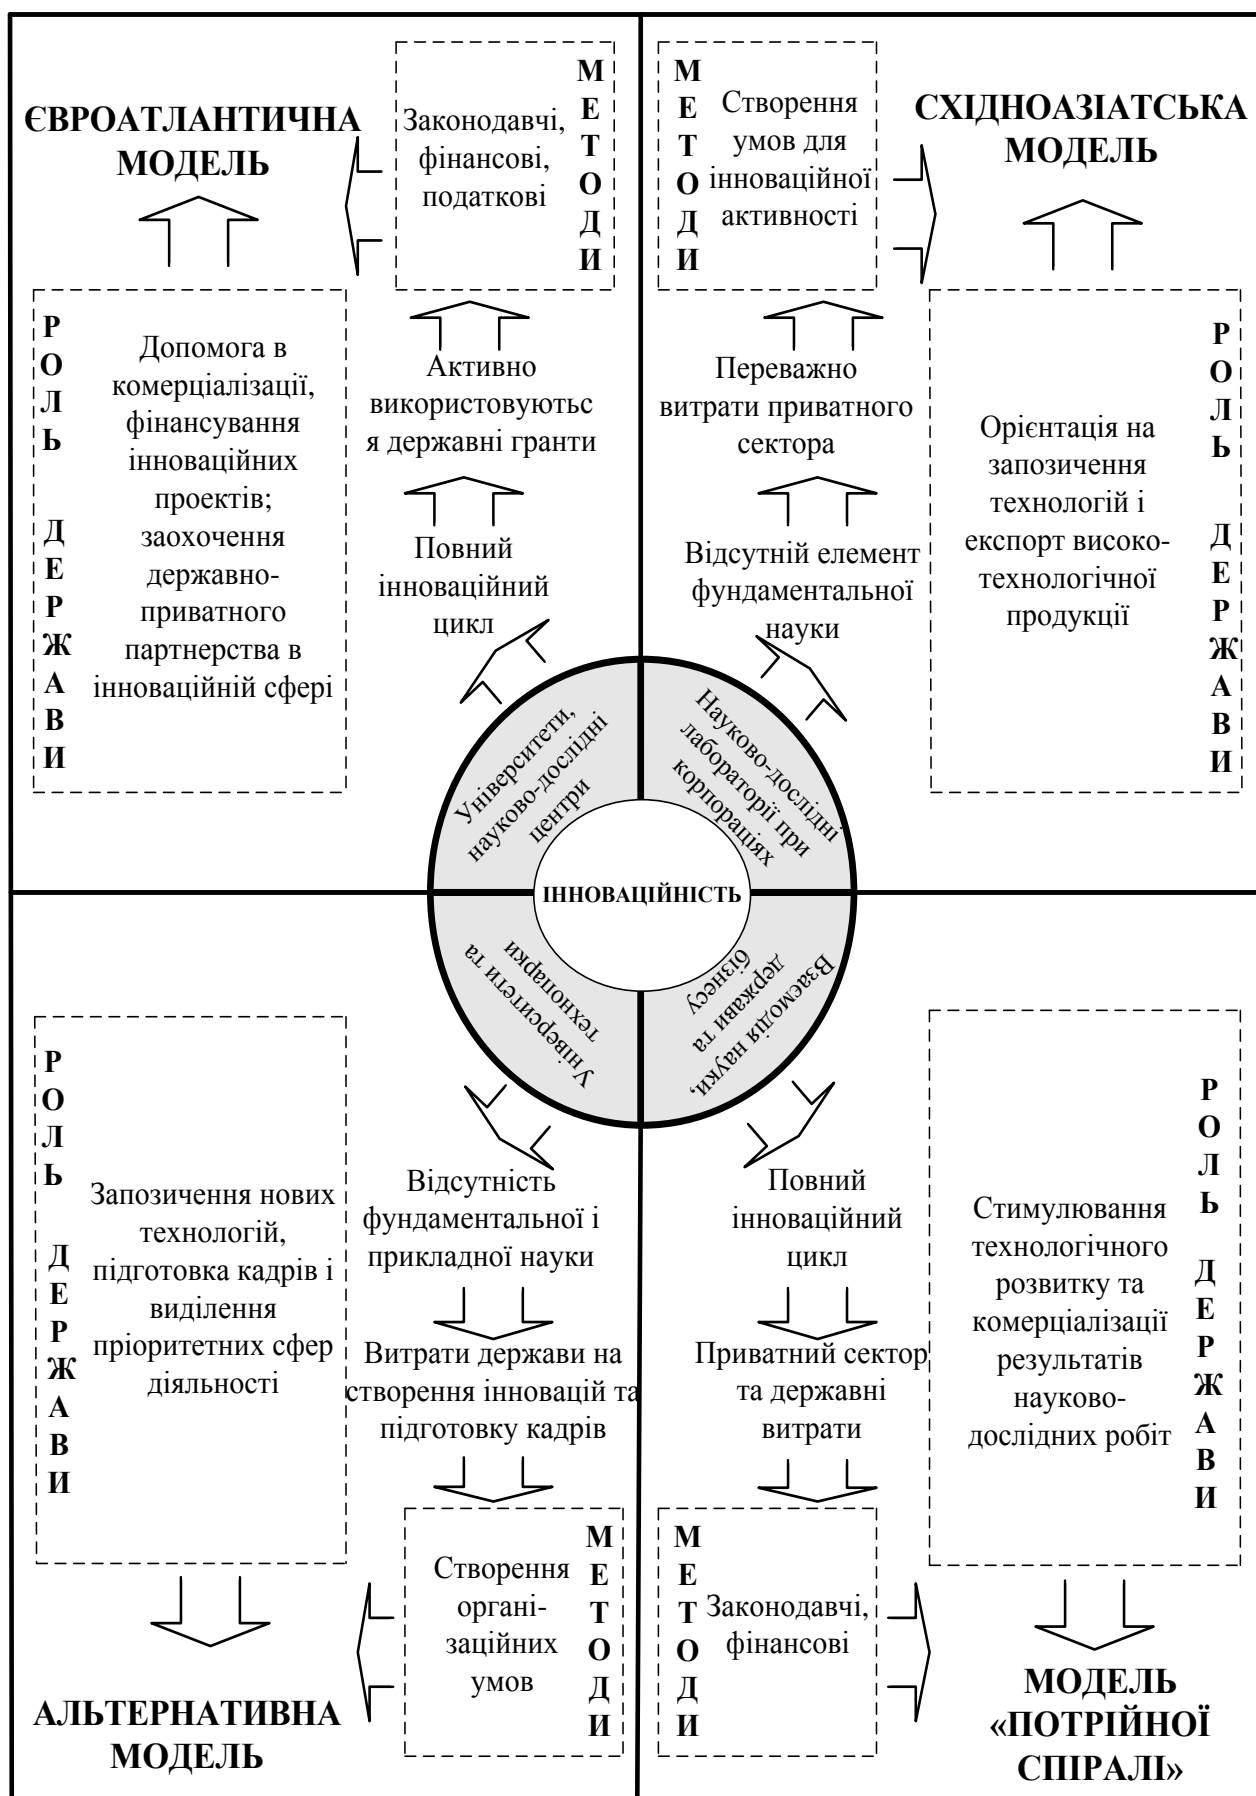 ЄВРОАТЛАНТИЧНА
МОДЕЛЬ
Законодавчі,
фінансові,
податкові
МЕТОДИ
РОЛЬ ДЕРЖАВИ
Допомога в
комерціалізації,
фінансування
інноваційних
проектів;
заохочення
державно-
приватного
партнерства в
інноваційній сфері
Активно
використовуютьс
я державні гранти
Повний
інноваційний
цикл
Університети,
науково-дослідні
центри
МЕТОДИ
Створення
умов для
інноваційної
активності
СХІДНОАЗІАТСЬКА
МОДЕЛЬ
Переважно
витрати приватного
сектора
Відсутній елемент
фундаментальної
науки
Орієнтація на
запозичення
технологій і
експорт високо-
технологічної
продукції
РОЛЬ ДЕРЖАВИ
Науково-дослідні
лабораторії при
корпораціях
ІННОВАЦІЙНІСТЬ
Університети та
технопарки
Взаємодія науки,
держави та
бізнесу
РОЛЬ ДЕРЖАВИ
Запозичення нових
технологій,
підготовка кадрів і
виділення
пріоритетних сфер
діяльності
Відсутність
фундаментальної і
прикладної науки
Витрати держави на
створення інновацій та
підготовку кадрів
Створення
органі-
заційних
умов
МЕТОДИ
АЛЬТЕРНАТИВНА
МОДЕЛЬ
Повний
інноваційний
цикл
Приватний сектор
та державні
витрати
МЕТОДИ
Законодавчі,
фінансові
Стимулювання
технологічного
розвитку та
комерціалізації
результатів
науково-
дослідних робіт
РОЛЬ ДЕРЖАВИ
МОДЕЛЬ
«ПОТРІЙНОЇ
СПІРАЛІ»